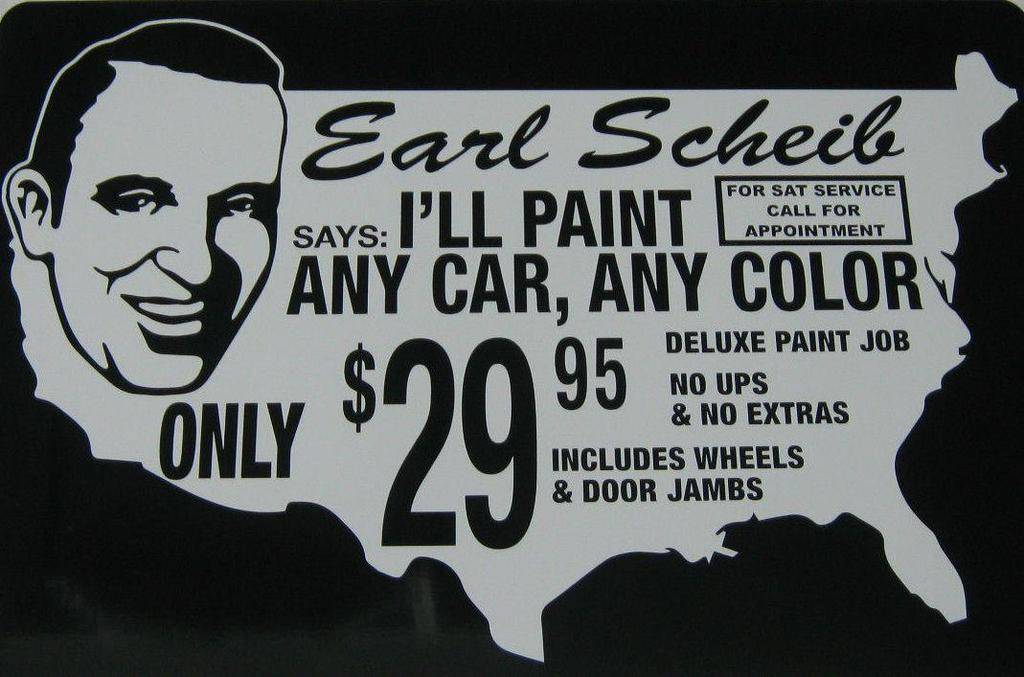 Earl Scheib
FOR SAT SERVICE
CALL FOR
APPOINTMENT
SAYS: I'LL PAINT
ANY CAR, ANY COLOR
ONLY $29 95
DELUXE PAINT JOB
NO UPS
& NO EXTRAS
INCLUDES WHEELS
& DOOR JAMBS